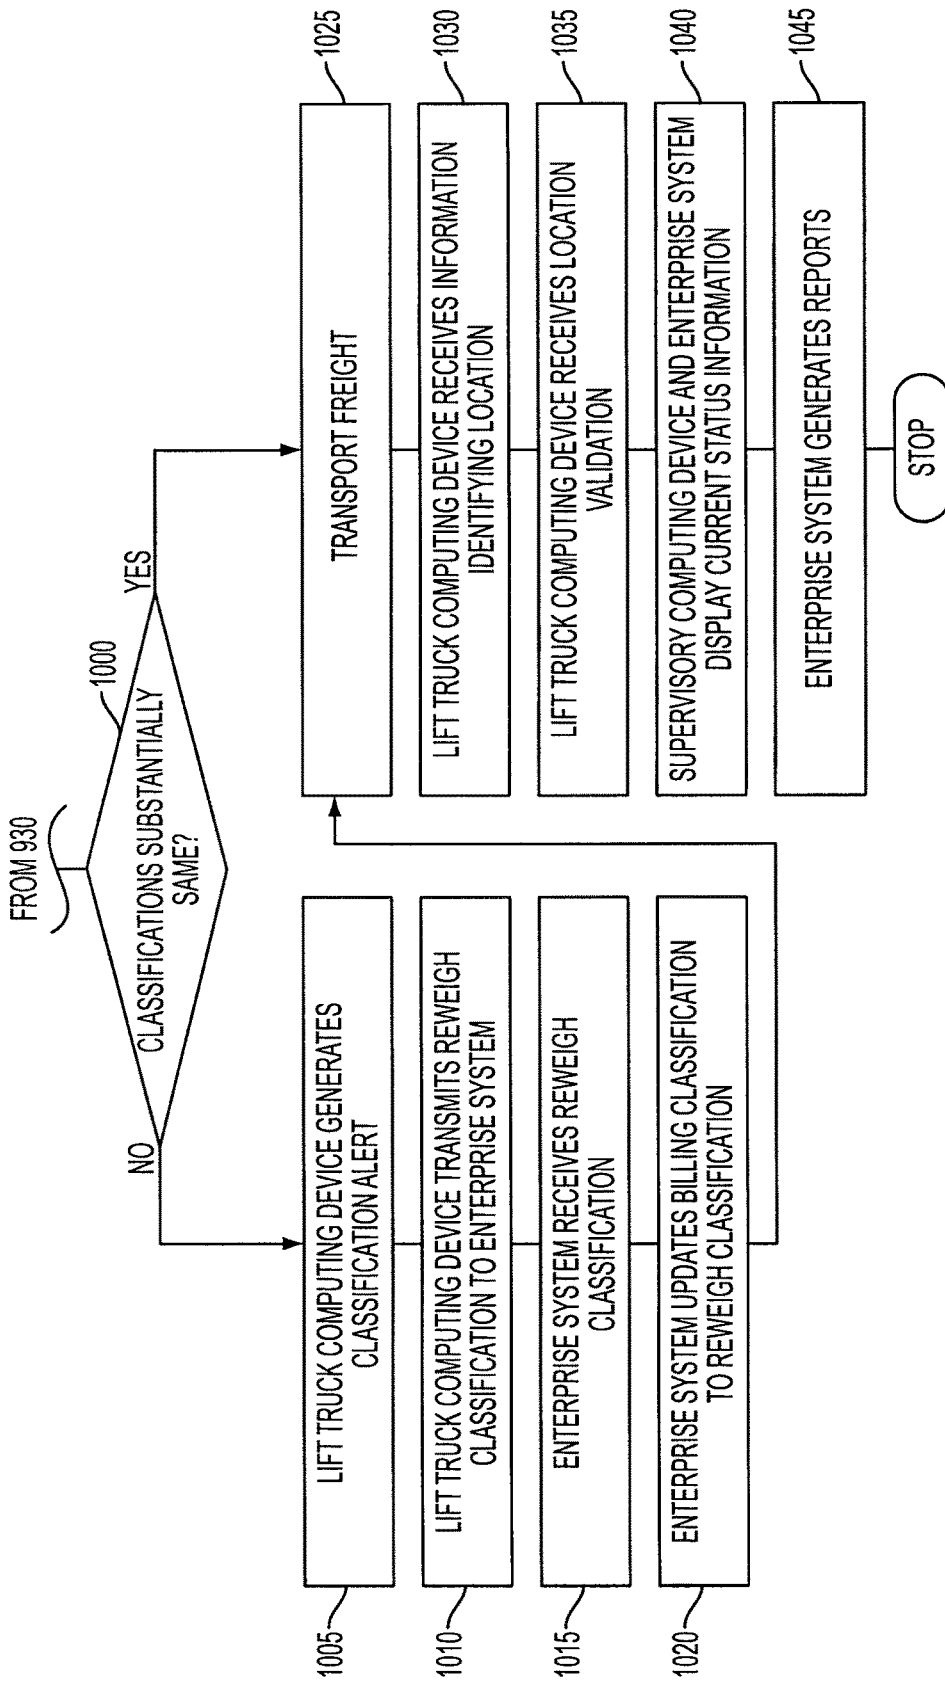 FROM 930
1000
CLASSIFICATIONS SUBSTANTIALLY
SAME?
NO
YES
1005
LIFT TRUCK COMPUTING DEVICE GENERATES
CLASSIFICATION ALERT
1010
LIFT TRUCK COMPUTING DEVICE TRANSMITS REWEIGH
CLASSIFICATION TO ENTERPRISE SYSTEM
1015
ENTERPRISE SYSTEM RECEIVES REWEIGH
CLASSIFICATION
1020
ENTERPRISE SYSTEM UPDATES BILLING CLASSIFICATION
TO REWEIGH CLASSIFICATION
TRANSPORT FREIGHT
1025
LIFT TRUCK COMPUTING DEVICE RECEIVES INFORMATION
IDENTIFYING LOCATION
1030
LIFT TRUCK COMPUTING DEVICE RECEIVES LOCATION
VALIDATION
1035
SUPERVISORY COMPUTING DEVICE AND ENTERPRISE SYSTEM
DISPLAY CURRENT STATUS INFORMATION
1040
ENTERPRISE SYSTEM GENERATES REPORTS
1045
STOP